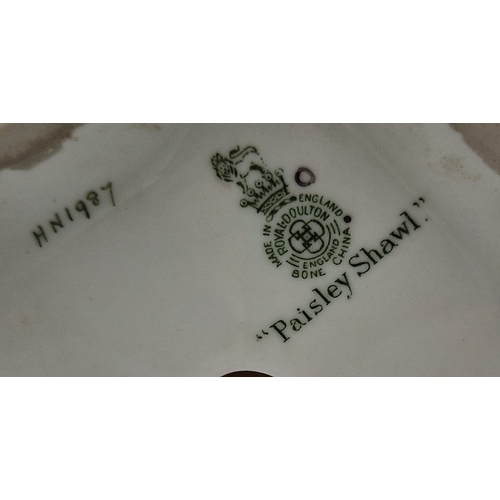 HN1987
MADE IN ENGLAND
ROYAL DOULTON
ENGLAND
BONE CHINA
"Paisley Shawl".